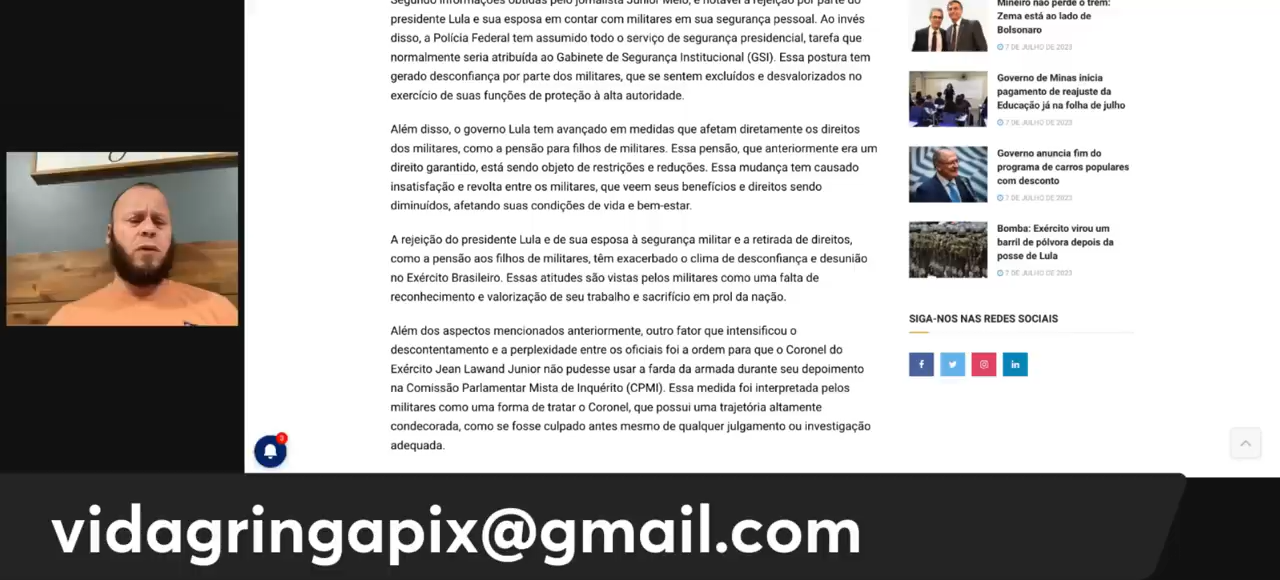 Segundo informações obtidas pelo jornalista Júnior Melo, é notável a rejeição por parte do
presidente Lula e sua esposa em contar com militares em sua segurança pessoal. Ao invés
disso, a Polícia Federal tem assumido todo o serviço de segurança presidencial, tarefa que
normalmente seria atribuída ao Gabinete de Segurança Institucional (GSI). Essa postura tem
gerado desconfiança por parte dos militares, que se sentem excluídos e desvalorizados no
exercício de suas funções de proteção à alta autoridade.
Além disso, o governo Lula tem avançado em medidas que afetam diretamente os direitos
dos militares, como a pensão para filhos de militares. Essa pensão, que anteriormente era um
direito garantido, está sendo objeto de restrições e reduções. Essa mudança tem causado
insatisfação e revolta entre os militares, que veem seus benefícios e direitos sendo
diminuídos, afetando suas condições de vida e bem-estar.
A rejeição do presidente Lula e de sua esposa à segurança militar e a retirada de direitos,
como a pensão aos filhos de militares, têm exacerbado o clima de desconfiança e desunião
no Exército Brasileiro. Essas atitudes são vistas pelos militares como uma falta de
reconhecimento e valorização de seu trabalho e sacrifício em prol da nação.
Além dos aspectos mencionados anteriormente, outro fator que intensificou o
descontentamento e a perplexidade entre os oficiais foi a ordem para que o Coronel do
Exército Jean Lawand Junior não pudesse usar a farda da armada durante seu depoimento
na Comissão Parlamentar Mista de Inquérito (CPMI). Essa medida foi interpretada pelos
militares como uma forma de tratar o Coronel, que possui uma trajetória altamente
condecorada, como se fosse culpado antes mesmo de qualquer julgamento ou investigação
adequada.
Mineiro não perde o trem:
Zema está ao lado de
Bolsonaro
7 DE JULHO DE 2023
Governo de Minas inicia
pagamento de reajuste da
Educação já na folha de julho
7 DE JULHO DE 2023
Governo anuncia fim do
programa de carros populares
com desconto
7 DE JULHO DE 2023
Bomba: Exército virou um
barril de pólvora depois da
posse de Lula
7 DE JULHO DE 2023
SIGA-NOS NAS REDES SOCIAIS
3
vidagringapix@gmail.com